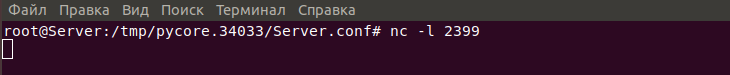 Файл Правка Вид Поиск Терминал Справка
root@Server:/tmp/pycore.34033/Server.conf# nc -l 2399